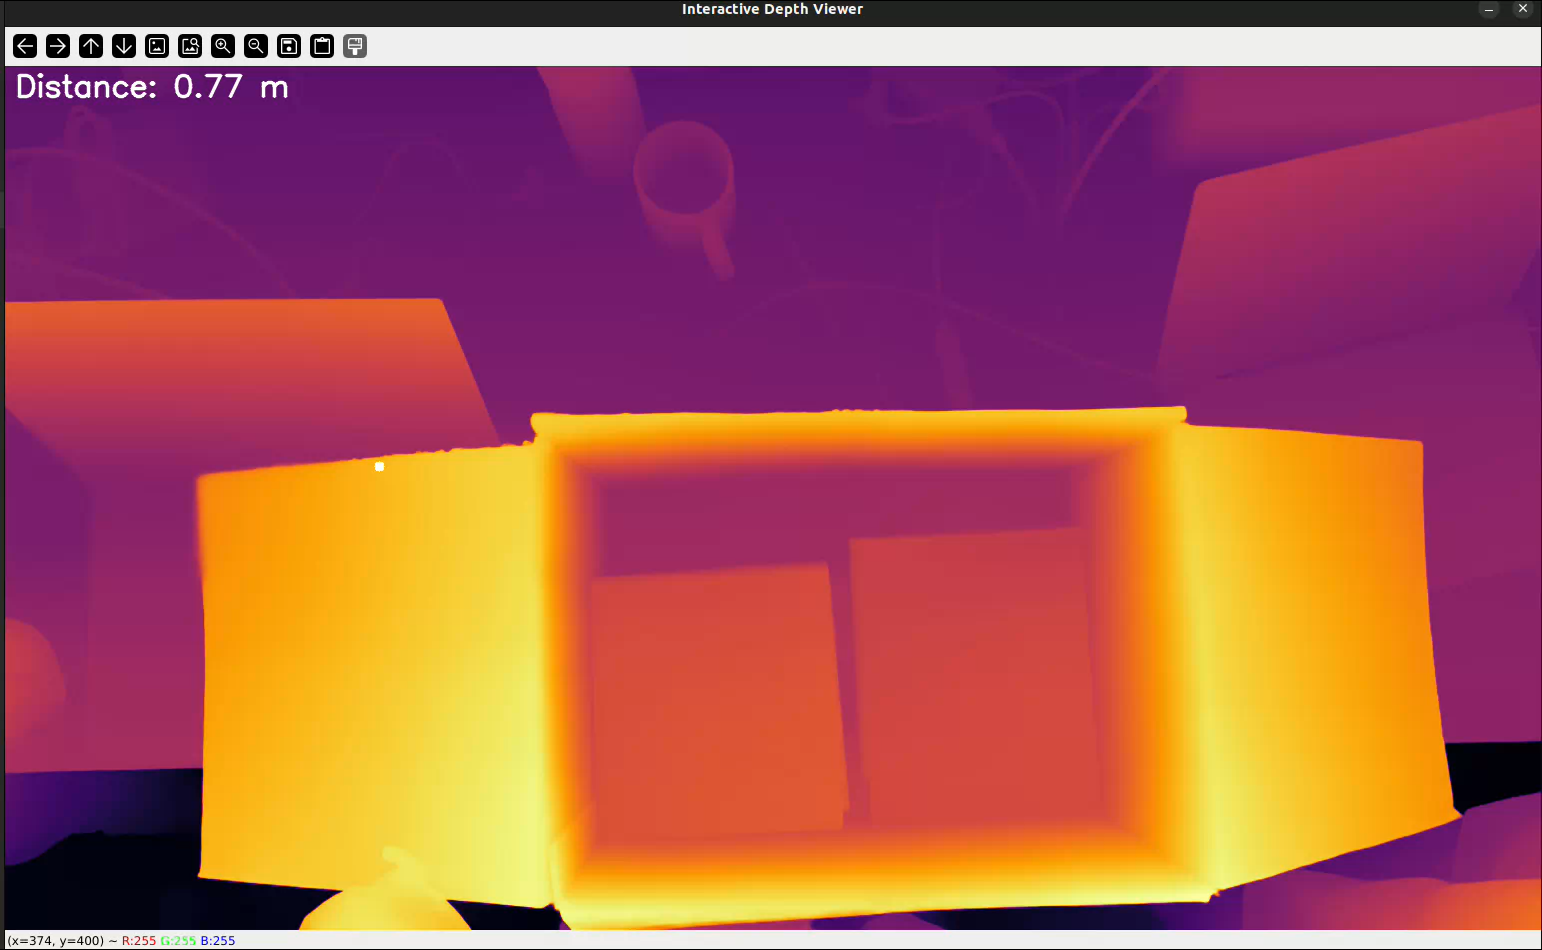 Interactive Depth Viewer
Distance: 0.77 m
(x=374, y=400) ~ R:255 G:255 B:255